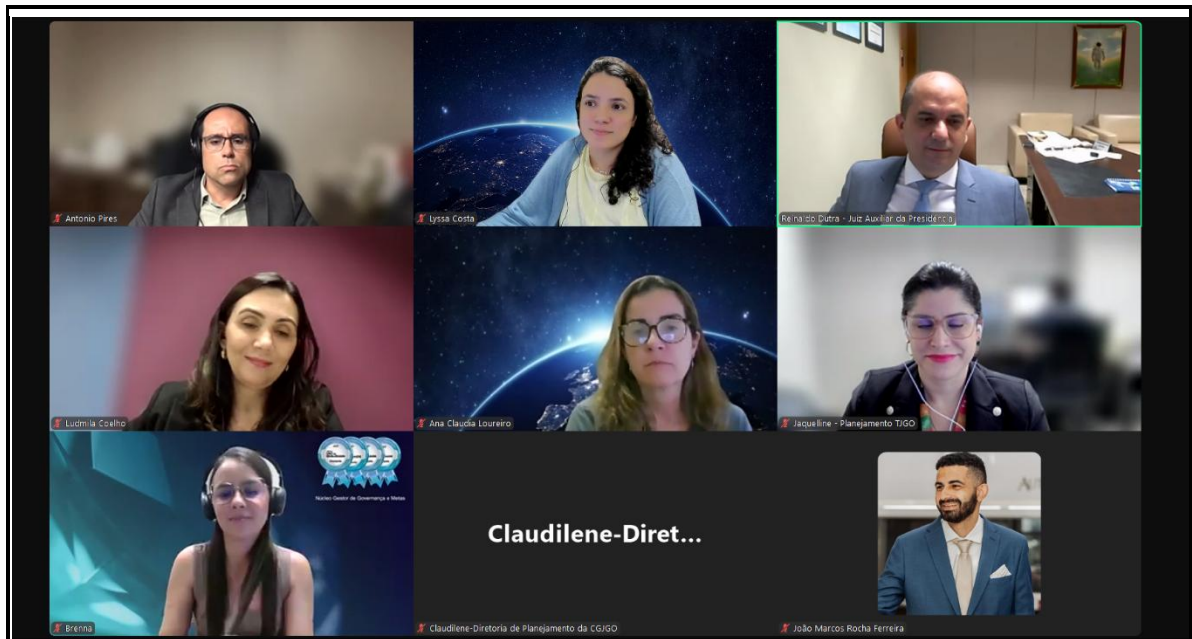 Antonio Pires
Lyssa Costa
Reinaldo Dutra - Juiz Auxiliar da Presidência
Ludmila Coelho
Ana Claudia Loureiro
Jaquelline - Planejamento TJGO
Núcleo Gestor de Governança e Metas
Brenna
Claudilene-Diret...
Claudilene-Diretoria de Planejamento da CGJGO
João Marcos Rocha Ferreira